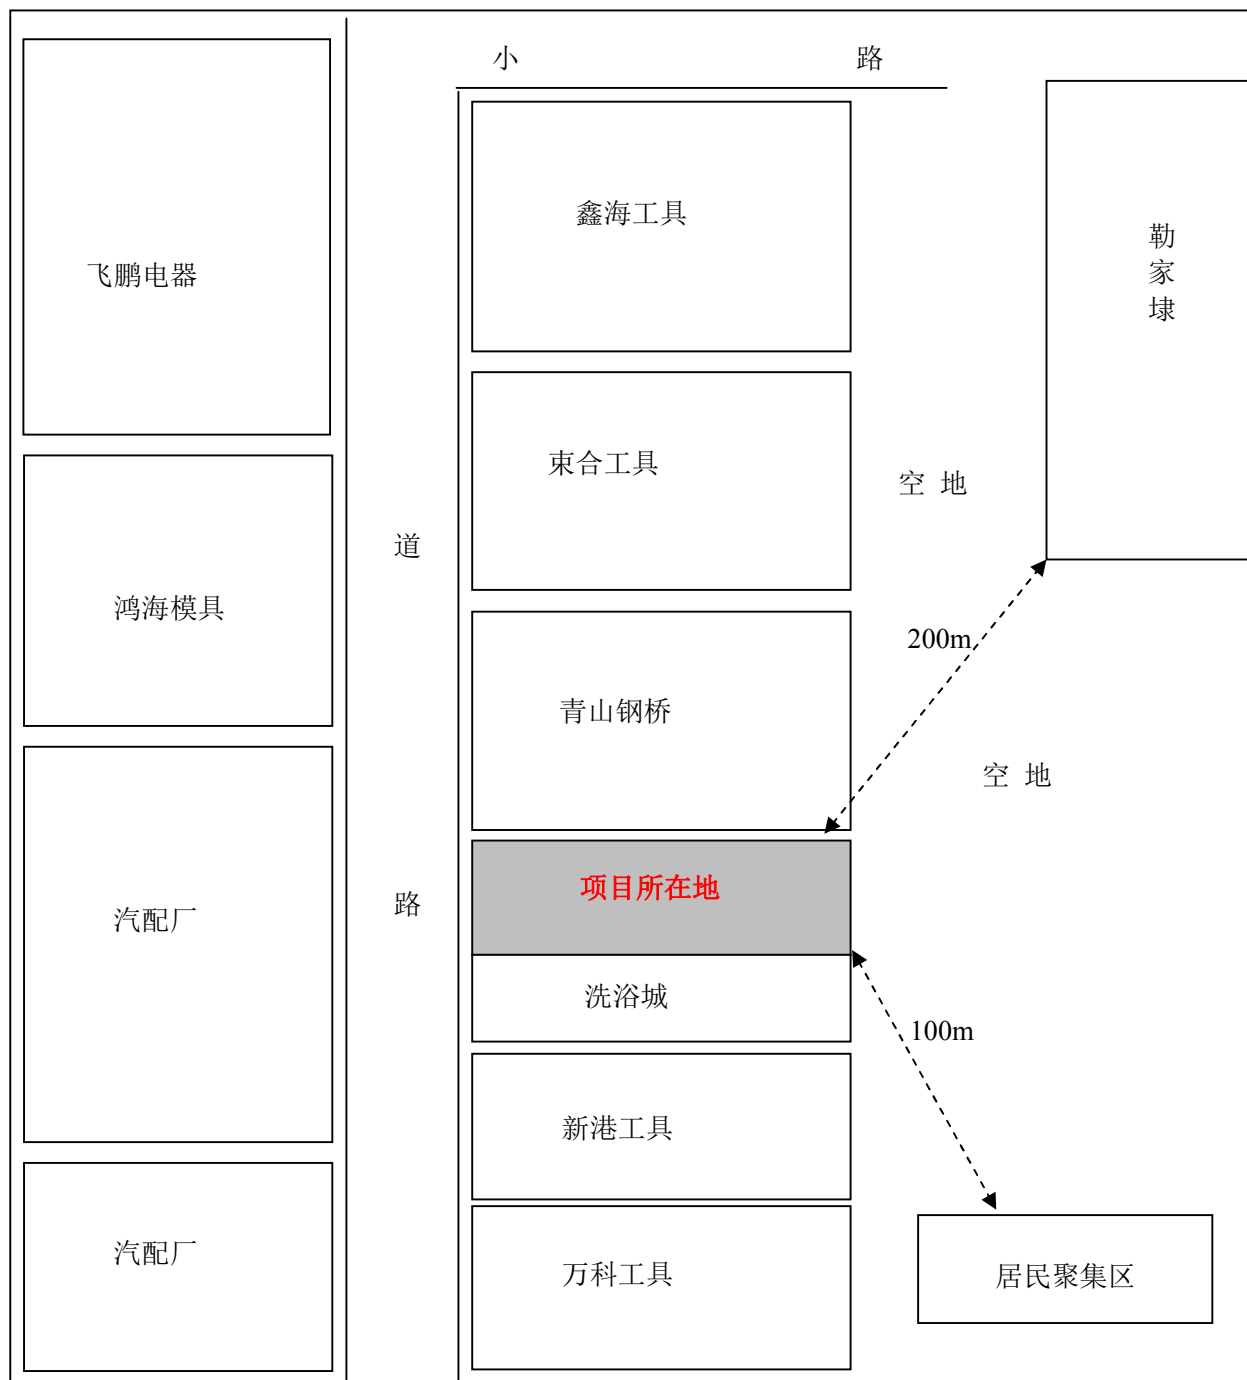 小 路
鑫海工具
勒家埭
飞鹏电器
束合工具
空 地
道
鸿海模具
200m
青山钢桥
空 地
项目所在地
路
汽配厂
洗浴城
100m
新港工具
汽配厂
万科工具
居民聚集区